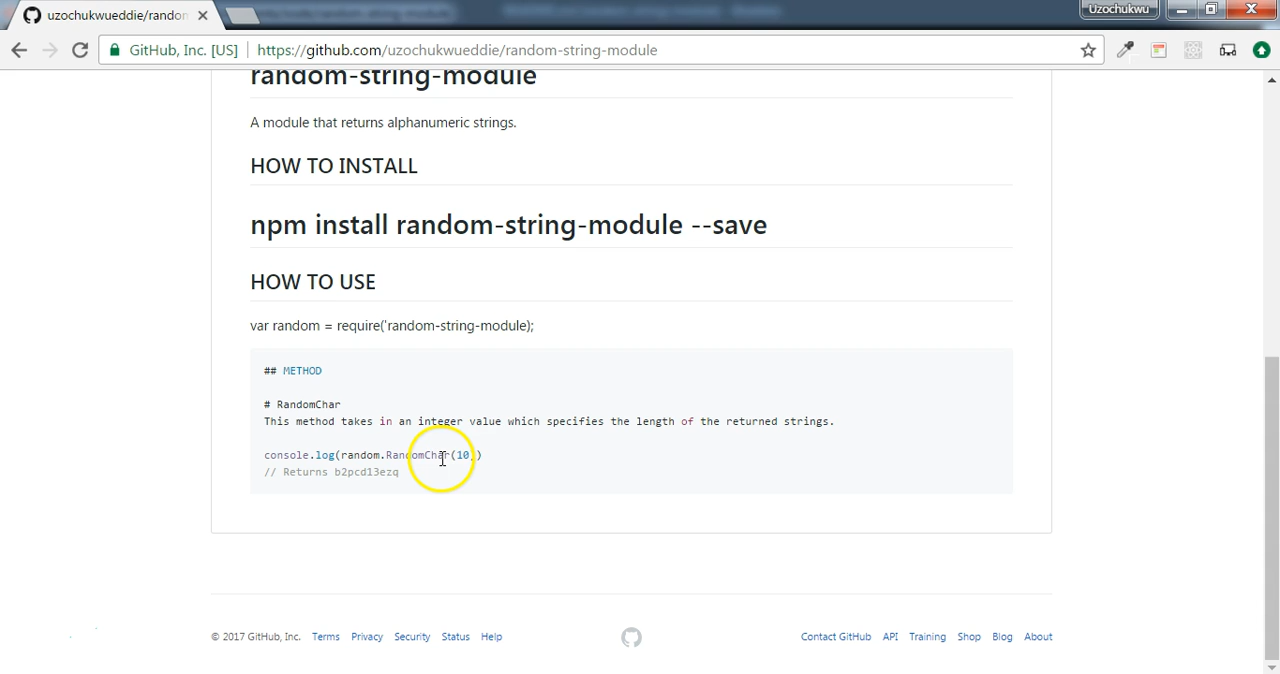 uzochukwueddie/random
Uzochukwu
GitHub, Inc. [US]
https://github.com/uzochukwueddie/random-string-module
random-string-module
A module that returns alphanumeric strings.
HOW TO INSTALL
npm install random-string-module --save
HOW TO USE
var random = require('random-string-module);
## METHOD
# RandomChar
This method takes in an integer value which specifies the length of the returned strings.
console.log(random.RandomChar(10))
// Returns b2pcd13ezq
© 2017 GitHub, Inc. Terms Privacy Security Status Help
Contact GitHub API Training Shop Blog About